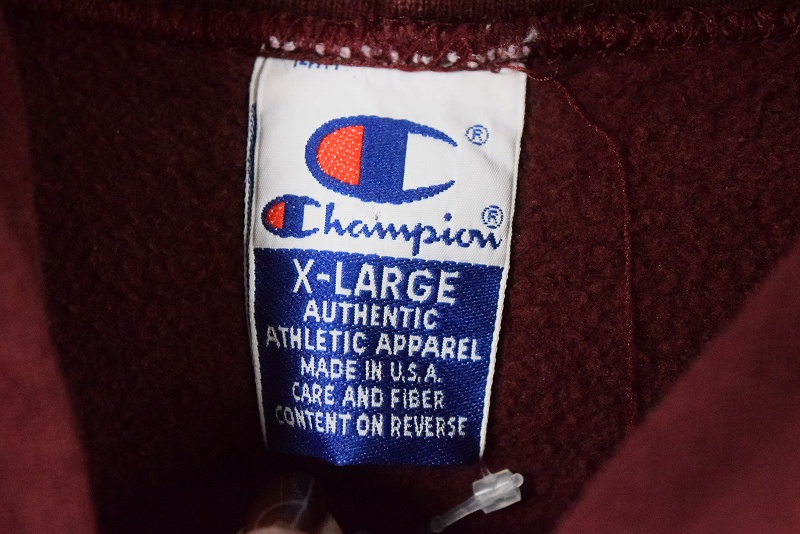 ®
Champion®
X-LARGE
AUTHENTIC
ATHLETIC APPAREL
MADE IN U.S.A.
CARE AND FIBER
CONTENT ON REVERSE